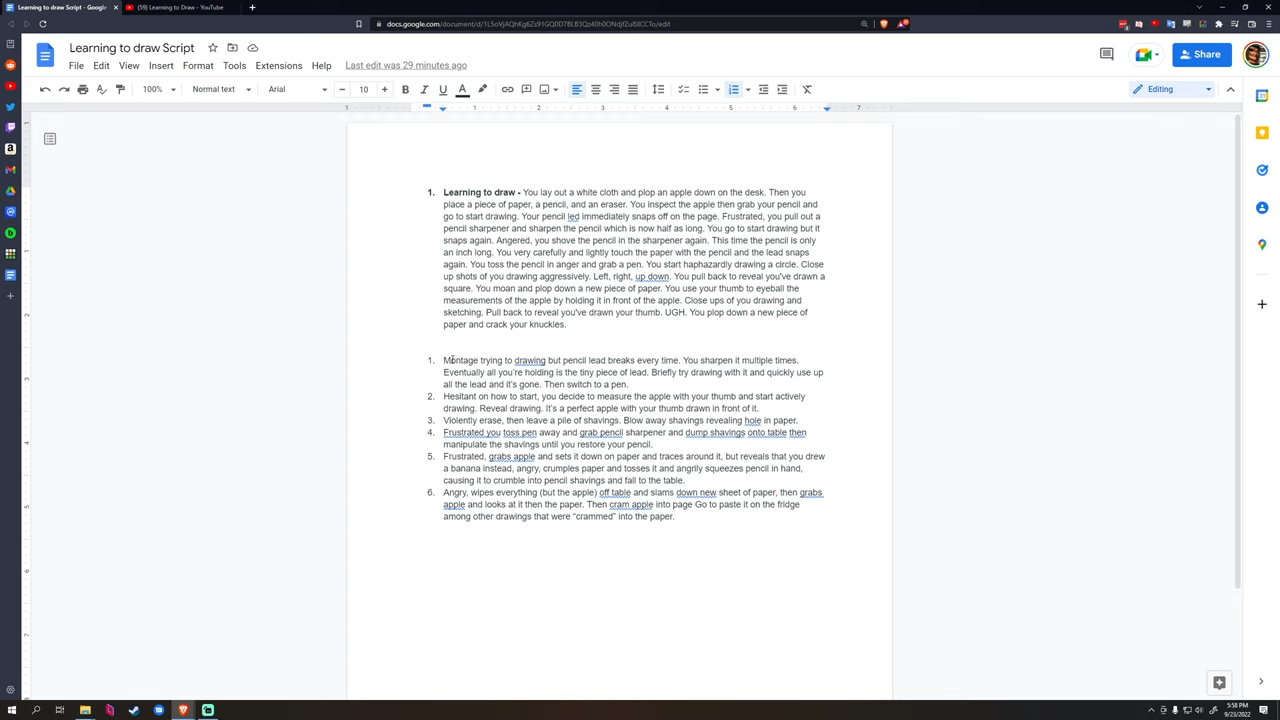 Learning to draw Script - Google
(59) Learning to Draw - YouTube
docs.google.com/document/d/
Learning to draw Script
File Edit View Insert Format Tools Extensions Help Last edit was 29 minutes ago
Share
100% Normal text Arial 10 Editing
1 1 2 3 4 5 6 7
1. Learning to draw - You lay out a white cloth and plop an apple down on the desk. Then you
place a piece of paper, a pencil, and an eraser. You inspect the apple then grab your pencil and
go to start drawing. Your pencil led immediately snaps off on the page. Frustrated, you pull out a
pencil sharpener and sharpen the pencil which is now half as long. You go to start drawing but it
snaps again. Angered, you shove the pencil in the sharpener again. This time the pencil is only
an inch long. You very carefully and lightly touch the paper with the pencil and the lead snaps
again. You toss the pencil in anger and grab a pen. You start haphazardly drawing a circle. Close
up shots of you drawing aggressively. Left, right, up down. You pull back to reveal you've drawn a
square. You moan and plop down a new piece of paper. You use your thumb to eyeball the
measurements of the apple by holding it in front of the apple. Close ups of you drawing and
sketching. Pull back to reveal you've drawn your thumb. UGH. You plop down a new piece of
paper and crack your knuckles.
1. Montage trying to drawing but pencil lead breaks every time. You sharpen it multiple times.
Eventually all you're holding is the tiny piece of lead. Briefly try drawing with it and quickly use up
all the lead and it's gone. Then switch to a pen.
2. Hesitant on how to start, you decide to measure the apple with your thumb and start actively
drawing. Reveal drawing. It's a perfect apple with your thumb drawn in front of it.
3. Violently erase, then leave a pile of shavings. Blow away shavings revealing hole in paper.
4. Frustrated you toss pen away and grab pencil sharpener and dump shavings onto table then
manipulate the shavings until you restore your pencil.
5. Frustrated, grabs apple and sets it down on paper and traces around it, but reveals that you drew
a banana instead, angry, crumples paper and tosses it and angrily squeezes pencil in hand,
causing it to crumble into pencil shavings and fall to the table.
6. Angry, wipes everything (but the apple) off table and slams down new sheet of paper, then grabs
apple and looks at it then the paper. Then cram apple into page Go to paste it on the fridge
among other drawings that were “crammed” into the paper.
5:58 PM
9/23/2022